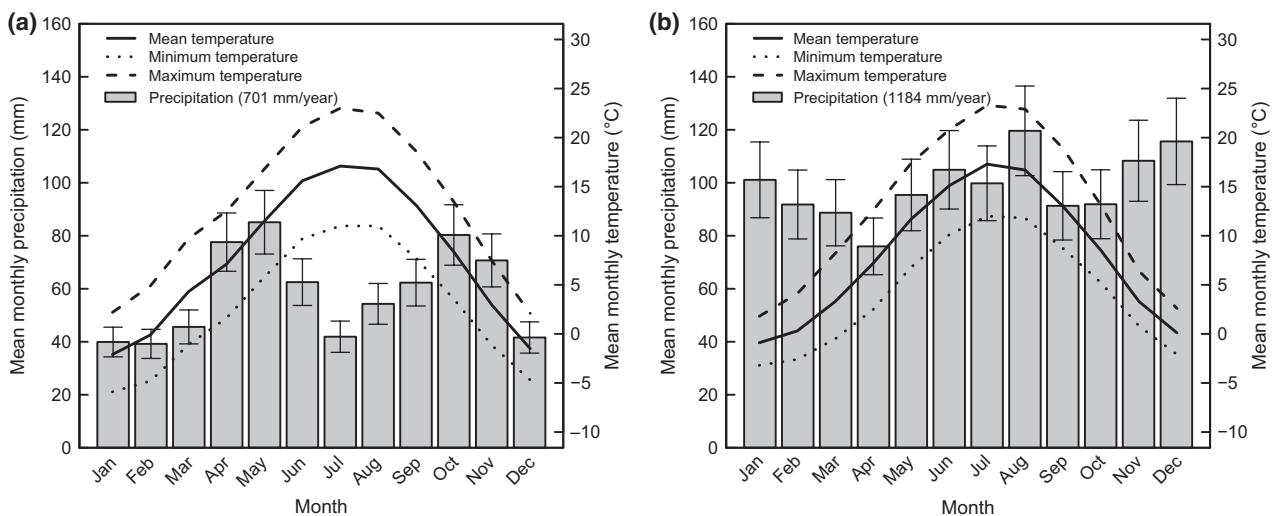 (a)
Mean temperature
Minimum temperature
Maximum temperature
Precipitation (701 mm/year)
Mean monthly precipitation (mm)
160
140
120
100
80
60
40
20
0
Mean monthly temperature (°C)
30
25
20
15
10
5
0
−5
−10
Jan Feb Mar Apr May Jun Jul Aug Sep Oct Nov Dec
Month
(b)
Mean temperature
Minimum temperature
Maximum temperature
Precipitation (1184 mm/year)
Mean monthly precipitation (mm)
160
140
120
100
80
60
40
20
0
Mean monthly temperature (°C)
30
25
20
15
10
5
0
−5
−10
Jan Feb Mar Apr May Jun Jul Aug Sep Oct Nov Dec
Month